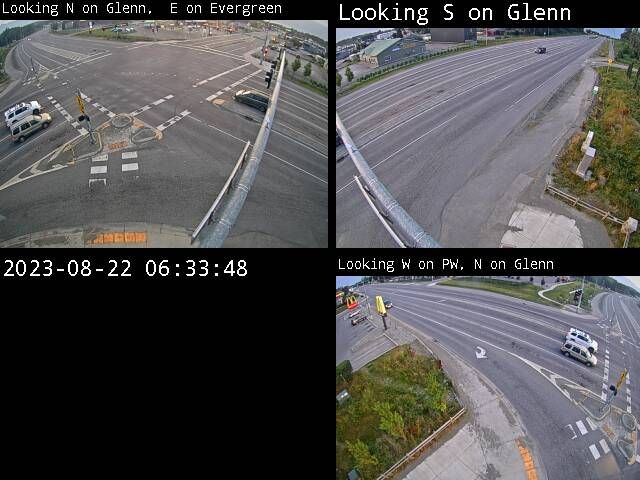 Looking N on Glenn,  E on Evergreen
Looking S on Glenn
2023-08-22 06:33:48
Looking W on PW, N on Glenn